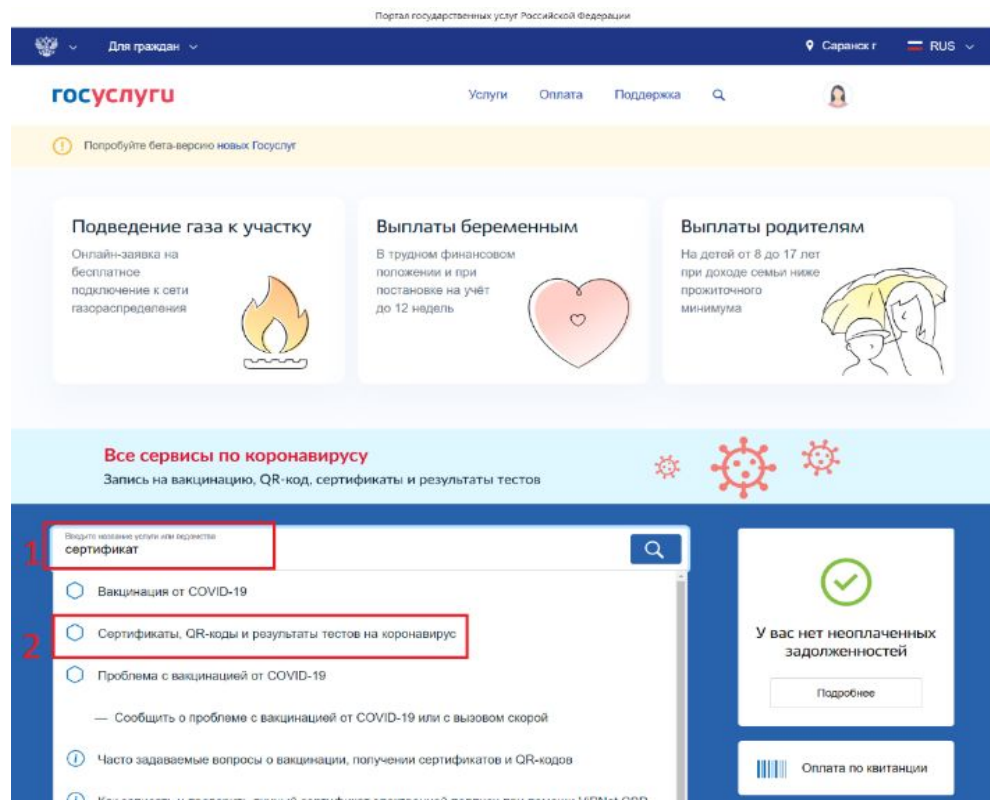 Портал государственных услуг Российской Федерации
Для граждан
Саранск г
RUS
госуслуги
Услуги
Оплата
Поддержка
Попробуйте бета-версию новых Госуслуг
Подведение газа к участку
Онлайн-заявка на
бесплатное
подключение к сети
газораспределения
Выплаты беременным
В трудном финансовом
положении и при
постановке на учёт
до 12 недель
Выплаты родителям
На детей от 8 до 17 лет
при доходе семьи ниже
прожиточного
минимума
Все сервисы по коронавирусу
Запись на вакцинацию, QR-код, сертификаты и результаты тестов
1
Введите название услуги или ведомства
сертификат
Вакцинация от COVID-19
2
Сертификаты, QR-коды и результаты тестов на коронавирус
Проблема с вакцинацией от COVID-19
— Сообщить о проблеме с вакцинацией от COVID-19 или с вызовом скорой
Часто задаваемые вопросы о вакцинации, получении сертификатов и QR-кодов
У вас нет неоплаченных
задолженностей
Подробнее
Оплата по квитанции